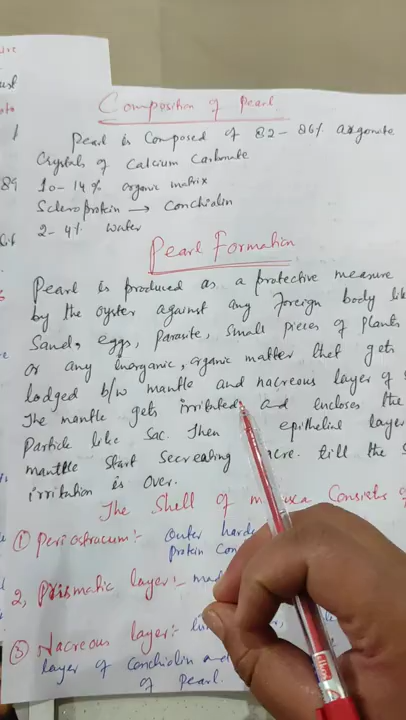 Composition of Pearl
Pearl is composed of 82-86% aragonite
Crystals of Calcium Carbonate
10-14% organic matrix
Scleroprotein → Conchiolin
2-4% water
Pearl Formation
Pearl is produced as a protective measure
by the oyster against any foreign body
Sand, eggs, Parasite, Small pieces of Plants
or any inorganic, organic matter that gets
lodged b/w mantle and nacreous layer of
The mantle gets irritated and encloses the
Particle like Sac. Then epitheline layer
mantle Start Secreating till the
irritation is over.
The Shell of Consists of
① Periostracum:- Outer
Protein
2, Prismatic layer:-
③ Nacreous layer:-
layer of Conchiolin and
of pearl